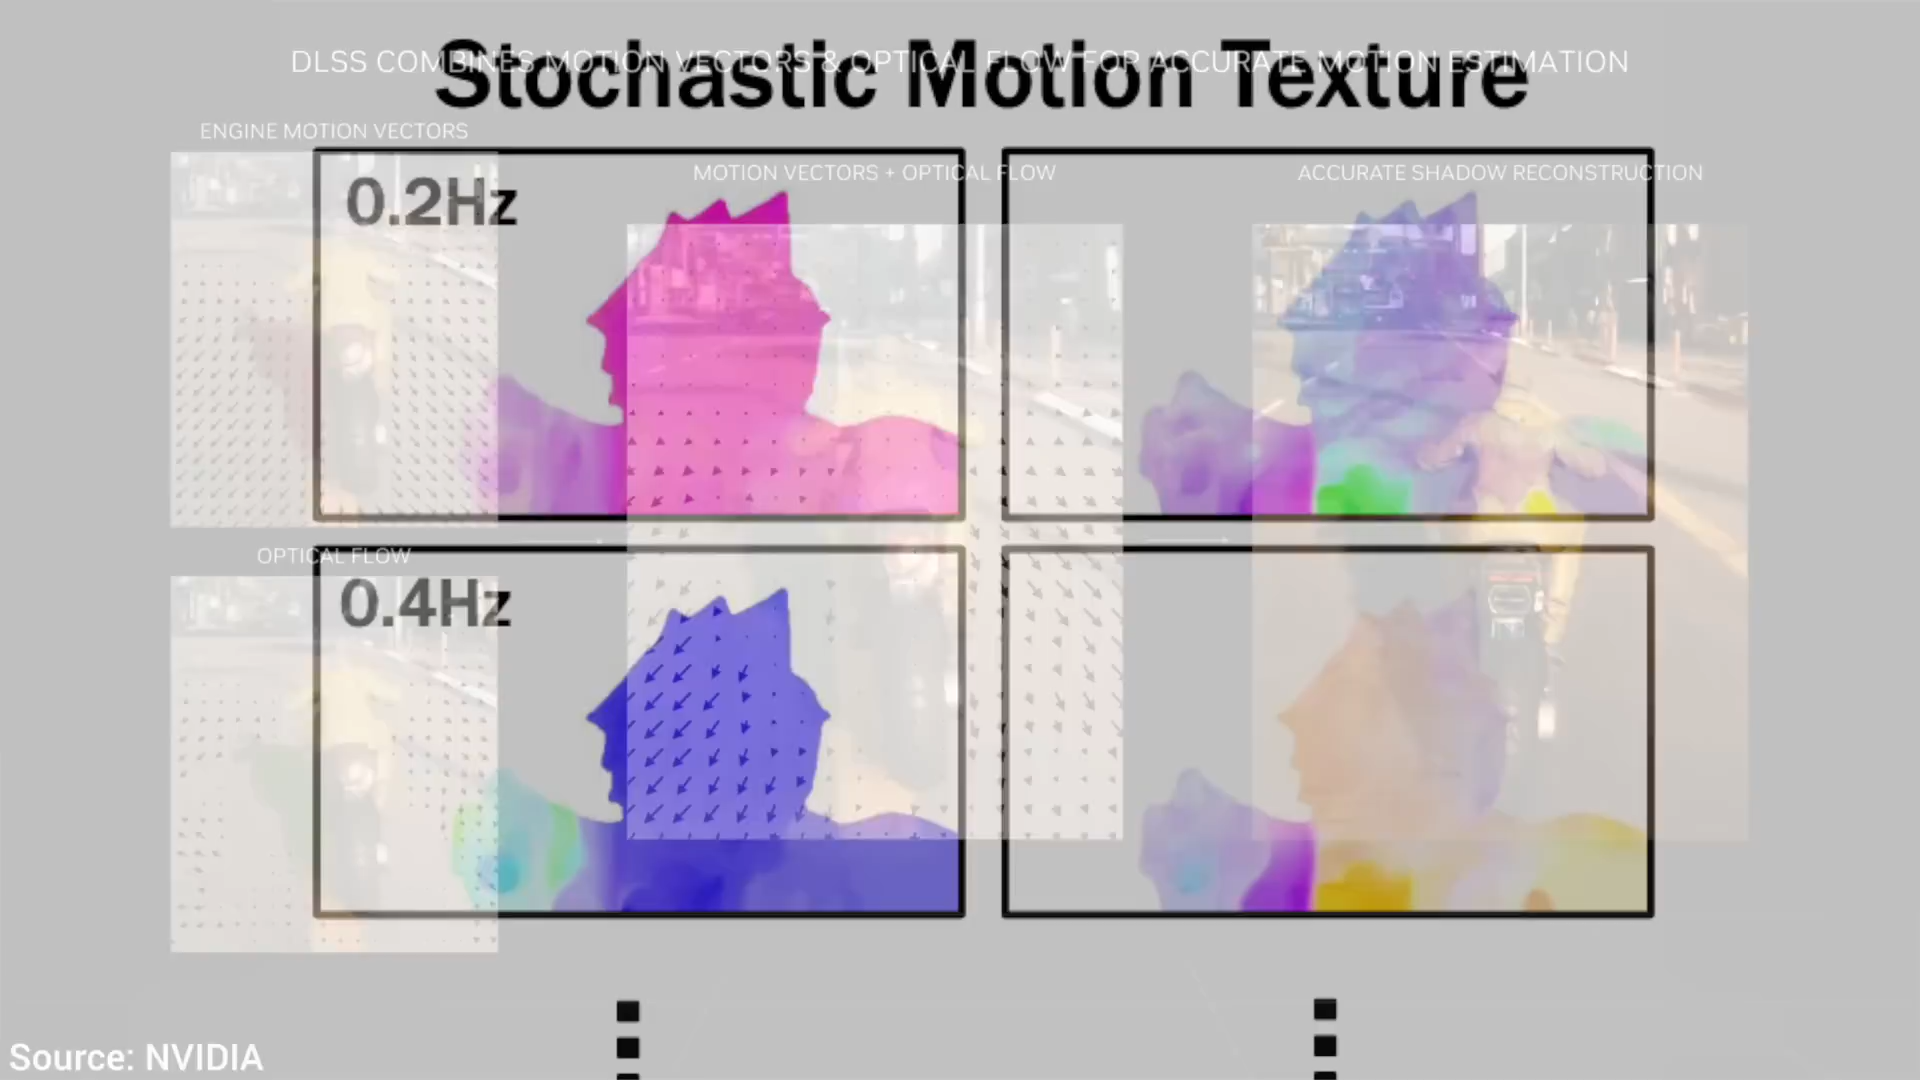 DLSS COMBINES MOTION VECTORS & OPTICAL FLOW FOR ACCURATE MOTION ESTIMATION
Stochastic Motion Texture
ENGINE MOTION VECTORS
MOTION VECTORS + OPTICAL FLOW
ACCURATE SHADOW RECONSTRUCTION
0.2Hz
OPTICAL FLOW
0.4Hz
Source: NVIDIA